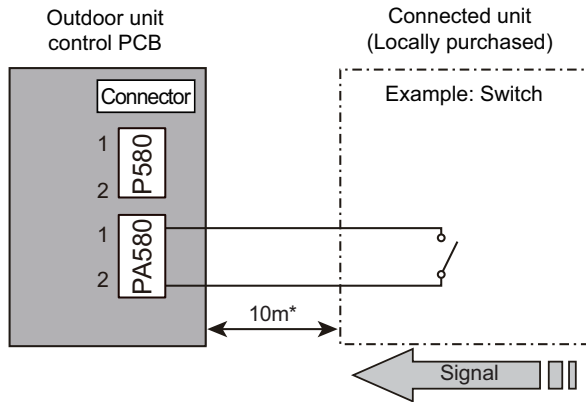 Outdoor unit
control PCB
Connected unit
(Locally purchased)
Connector
Example: Switch
1
2
P580
1
2
PA580
10m*
Signal